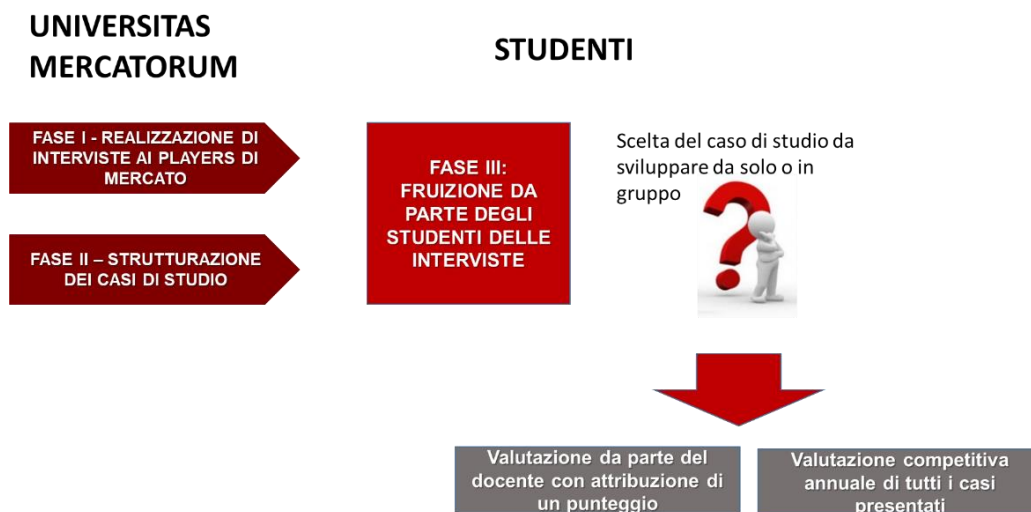 UNIVERSITAS
MERCATORUM
STUDENTI
FASE I - REALIZZAZIONE DI
INTERVISTE AI PLAYERS DI
MERCATO
FASE II – STRUTTURAZIONE
DEI CASI DI STUDIO
FASE III:
FRUIZIONE DA
PARTE DEGLI
STUDENTI DELLE
INTERVISTE
Scelta del caso di studio da
sviluppare da solo o in
gruppo
Valutazione da parte del
docente con attribuzione di
un punteggio
Valutazione competitiva
annuale di tutti i casi
presentati